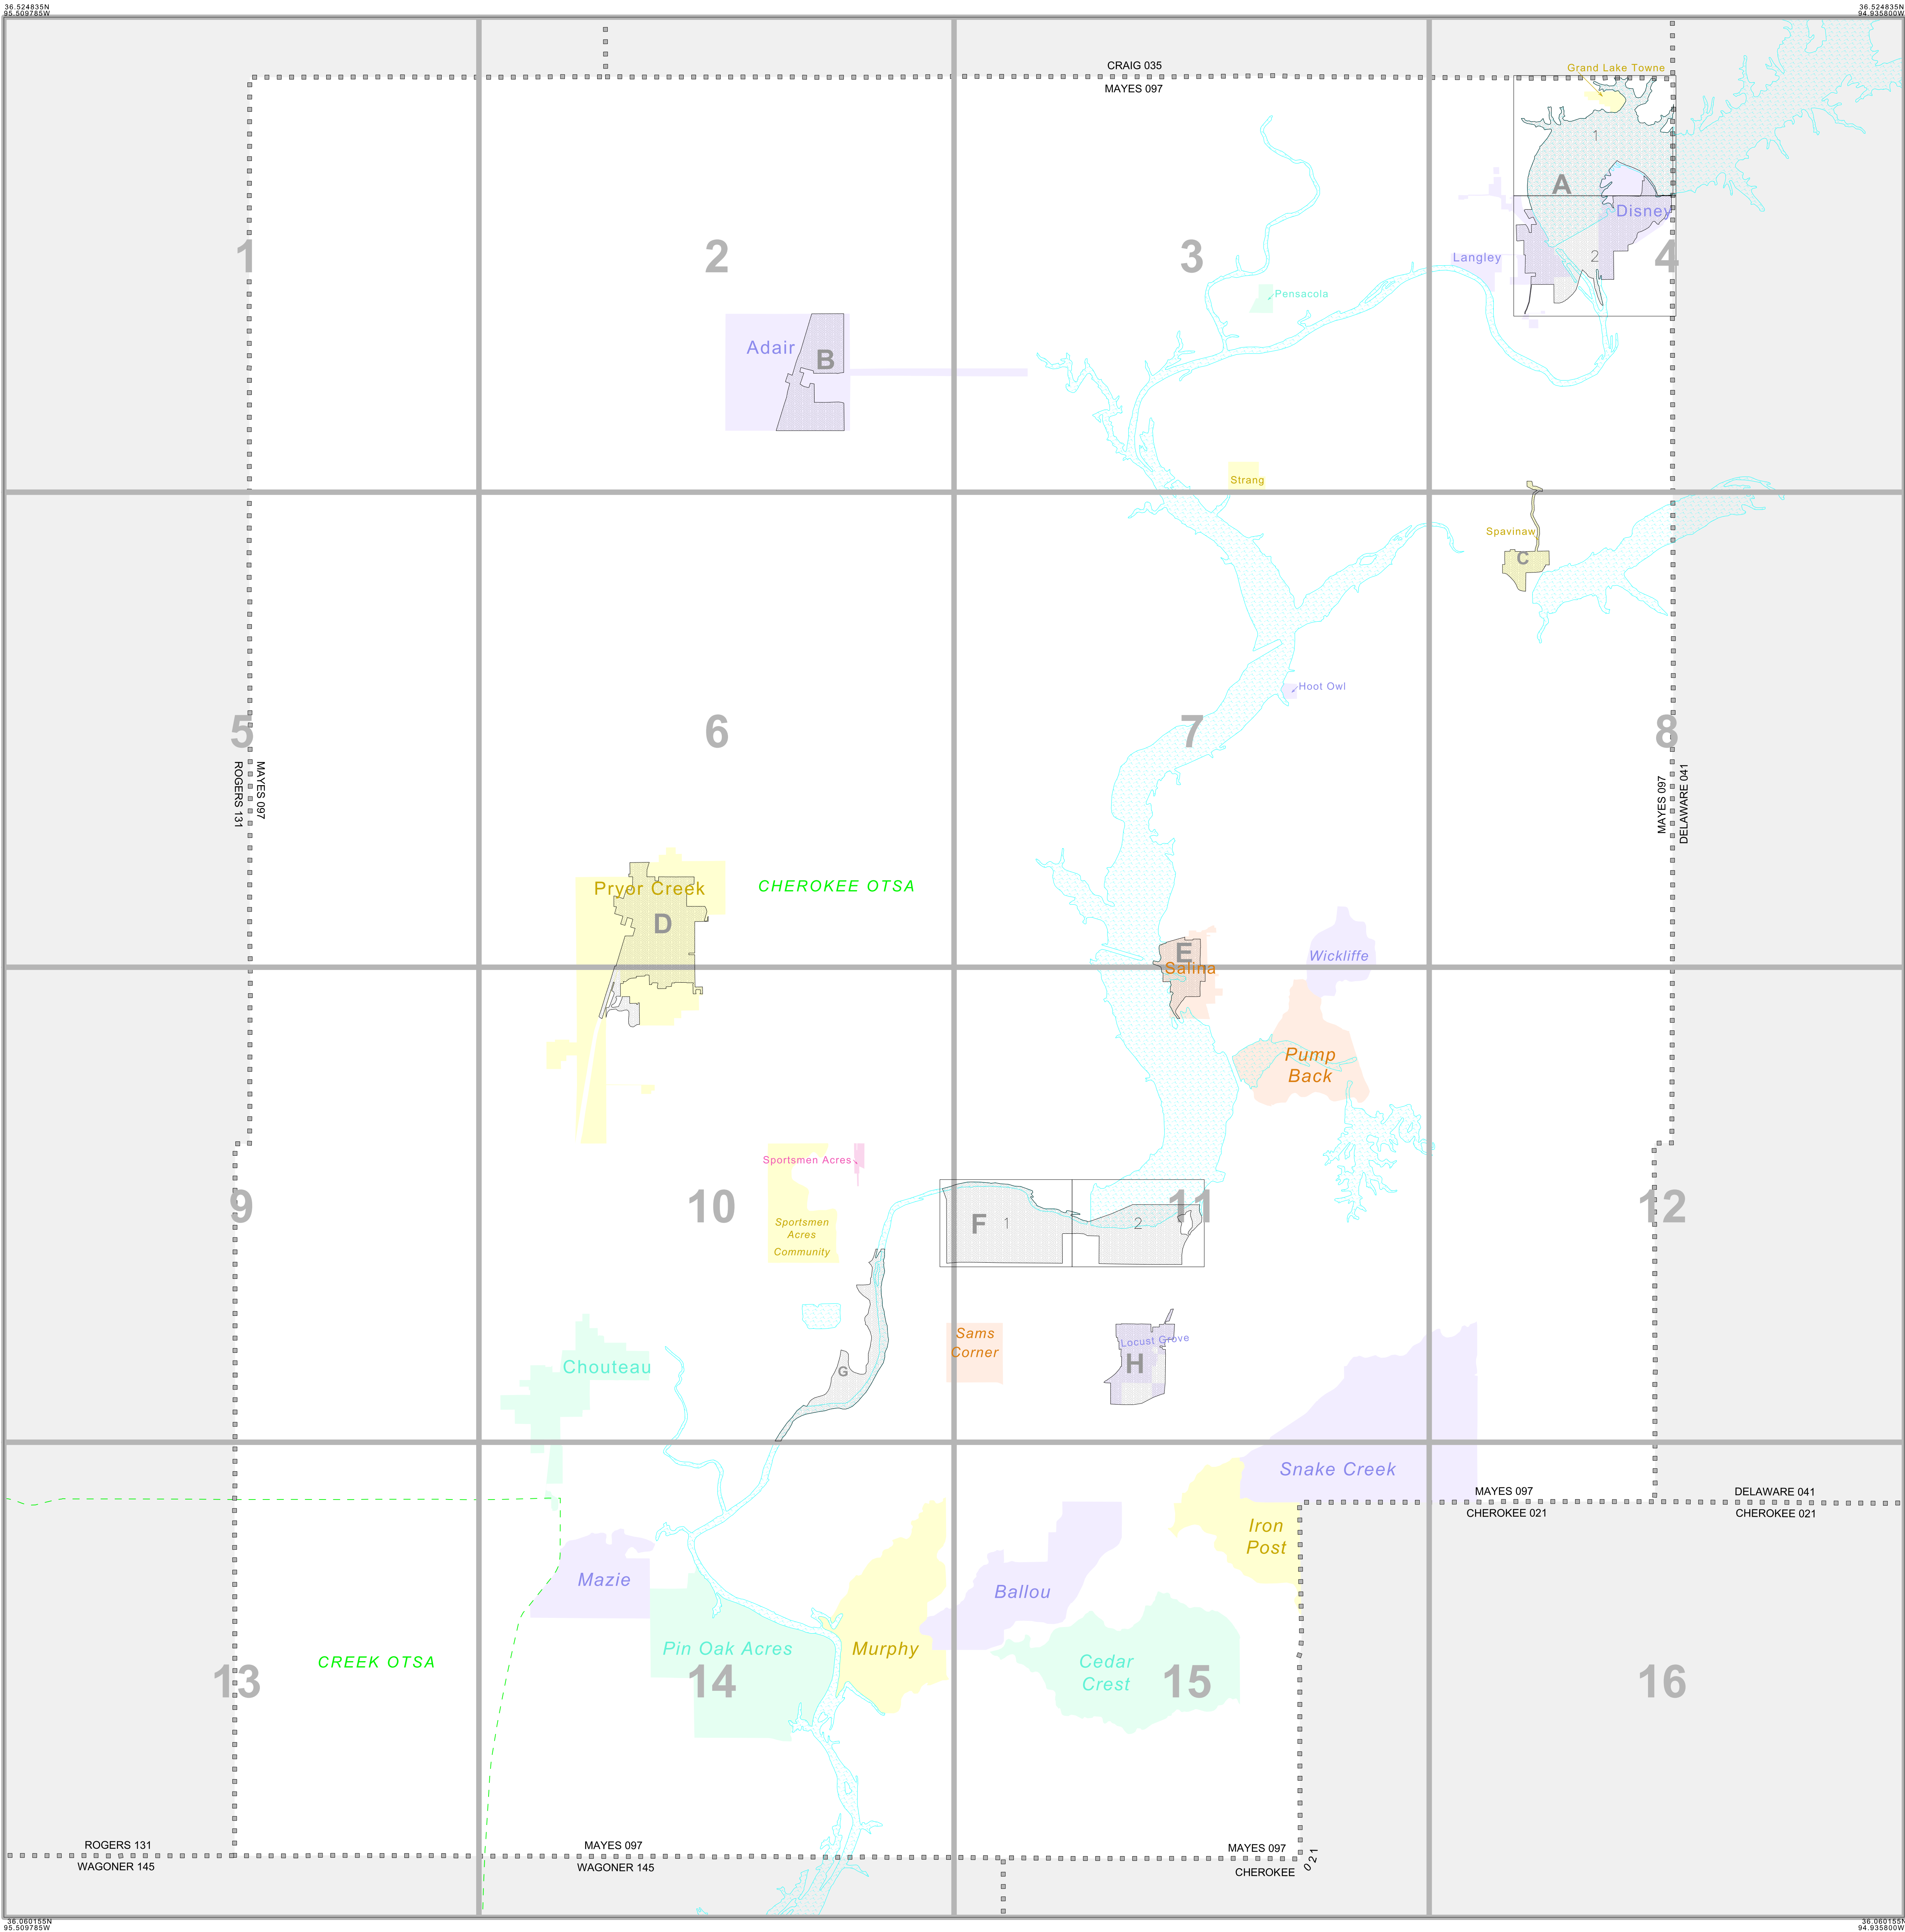 36.524835N
95.509785W
36.524835N
94.935800W
CRAIG 035
MAYES 097
Grand Lake Towne
1
A
Disney
2
Langley
1
2
3
4
Pensacola
Adair
B
Strang
Spavinaw
C
Hoot Owl
5
6
7
8
ROGERS 131
MAYES 097
MAYES 097
DELAWARE 041
Pryor Creek
D
CHEROKEE OTSA
E
Salina
Wickliffe
Pump
Back
Sportsmen Acres
9
10
11
12
F
1
2
Sportsmen
Acres
Community
Sams
Corner
Locust Grove
H
Chouteau
G
Snake Creek
MAYES 097
CHEROKEE 021
DELAWARE 041
CHEROKEE 021
Iron
Post
Mazie
Ballou
Pin Oak Acres
Murphy
Cedar
Crest
CREEK OTSA
13
14
15
16
ROGERS 131
WAGONER 145
MAYES 097
WAGONER 145
MAYES 097
CHEROKEE 021
36.060155N
95.509785W
36.060155N
94.935800W